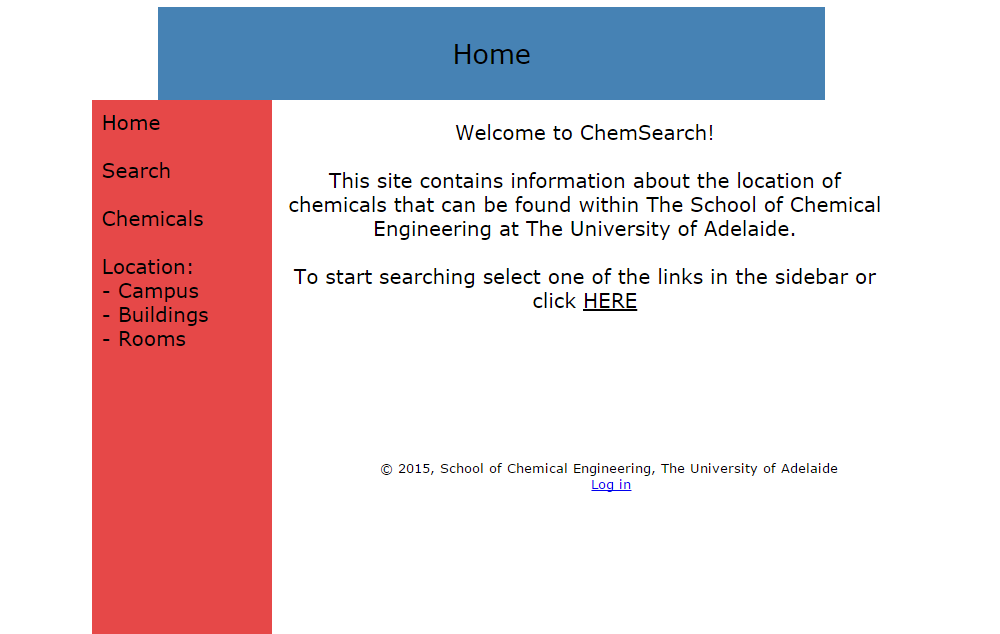 Home
Home
Search
Chemicals
Location:
- Campus
- Buildings
- Rooms
Welcome to ChemSearch!
This site contains information about the location of
chemicals that can be found within The School of Chemical
Engineering at The University of Adelaide.
To start searching select one of the links in the sidebar or
click HERE
© 2015, School of Chemical Engineering, The University of Adelaide
Log in